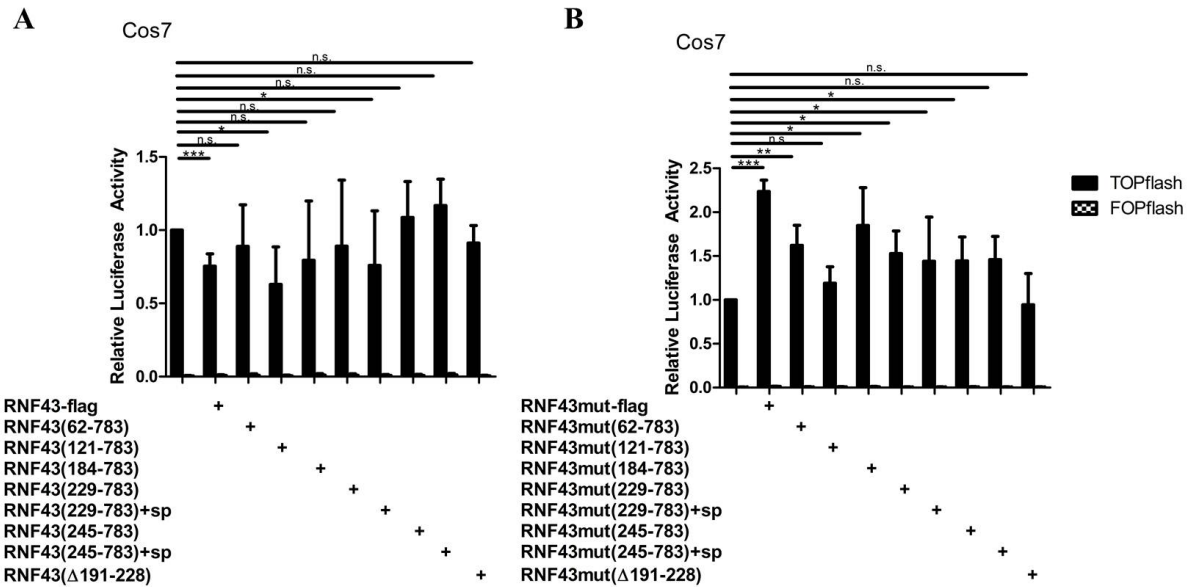 A
Cos7
n.s.
n.s.
n.s.
*
n.s.
n.s.
*
n.s.
***
Relative Luciferase Activity
1.5
1.0
0.5
0.0
RNF43-flag +
RNF43(62-783) +
RNF43(121-783) +
RNF43(184-783) +
RNF43(229-783) +
RNF43(229-783)+sp +
RNF43(245-783) +
RNF43(245-783)+sp +
RNF43(Δ191-228) +
B
Cos7
n.s.
n.s.
*
*
*
*
n.s
**
***
Relative Luciferase Activity
2.5
2.0
1.5
1.0
0.5
0.0
TOPflash
FOPflash
RNF43mut-flag +
RNF43mut(62-783) +
RNF43mut(121-783) +
RNF43mut(184-783) +
RNF43mut(229-783) +
RNF43mut(229-783)+sp +
RNF43mut(245-783) +
RNF43mut(245-783)+sp +
RNF43mut(Δ191-228) +